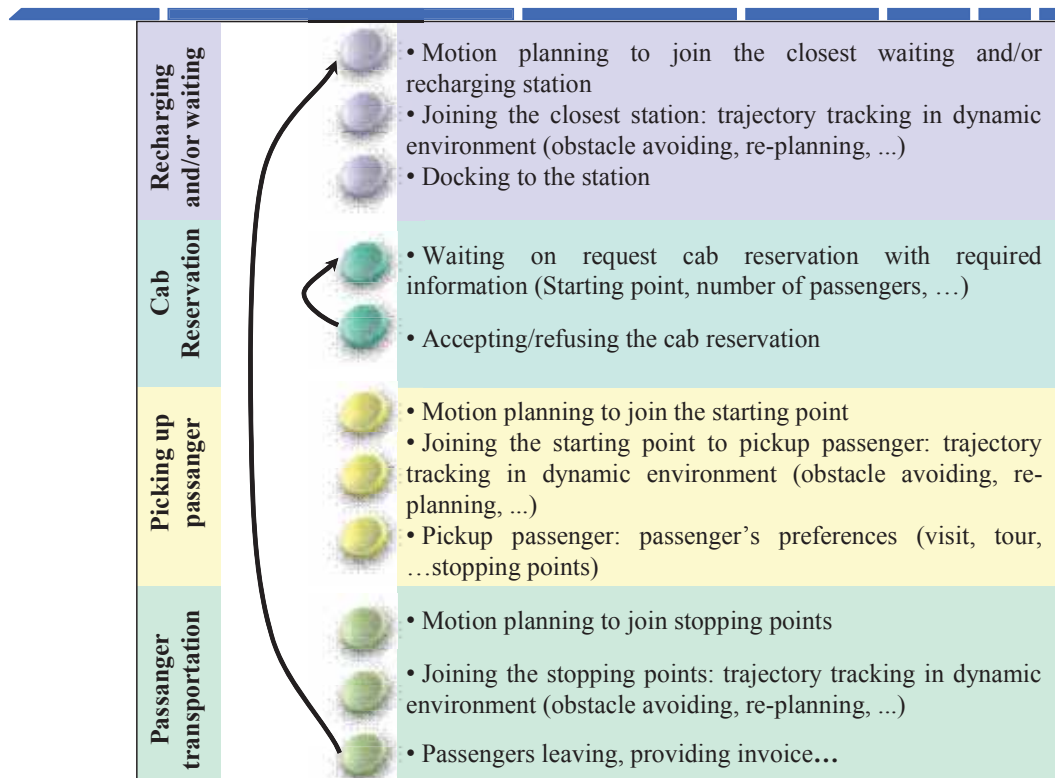 Recharging
and/or waiting
• Motion planning to join the closest waiting and/or
recharging station
• Joining the closest station: trajectory tracking in dynamic
environment (obstacle avoiding, re-planning, ...)
• Docking to the station
Cab
Reservation
• Waiting on request cab reservation with required
information (Starting point, number of passengers, …)
• Accepting/refusing the cab reservation
Picking up
passanger
• Motion planning to join the starting point
• Joining the starting point to pickup passenger: trajectory
tracking in dynamic environment (obstacle avoiding, re-
planning, ...)
• Pickup passenger: passenger’s preferences (visit, tour,
…stopping points)
Passanger
transportation
• Motion planning to join stopping points
• Joining the stopping points: trajectory tracking in dynamic
environment (obstacle avoiding, re-planning, ...)
• Passengers leaving, providing invoice…